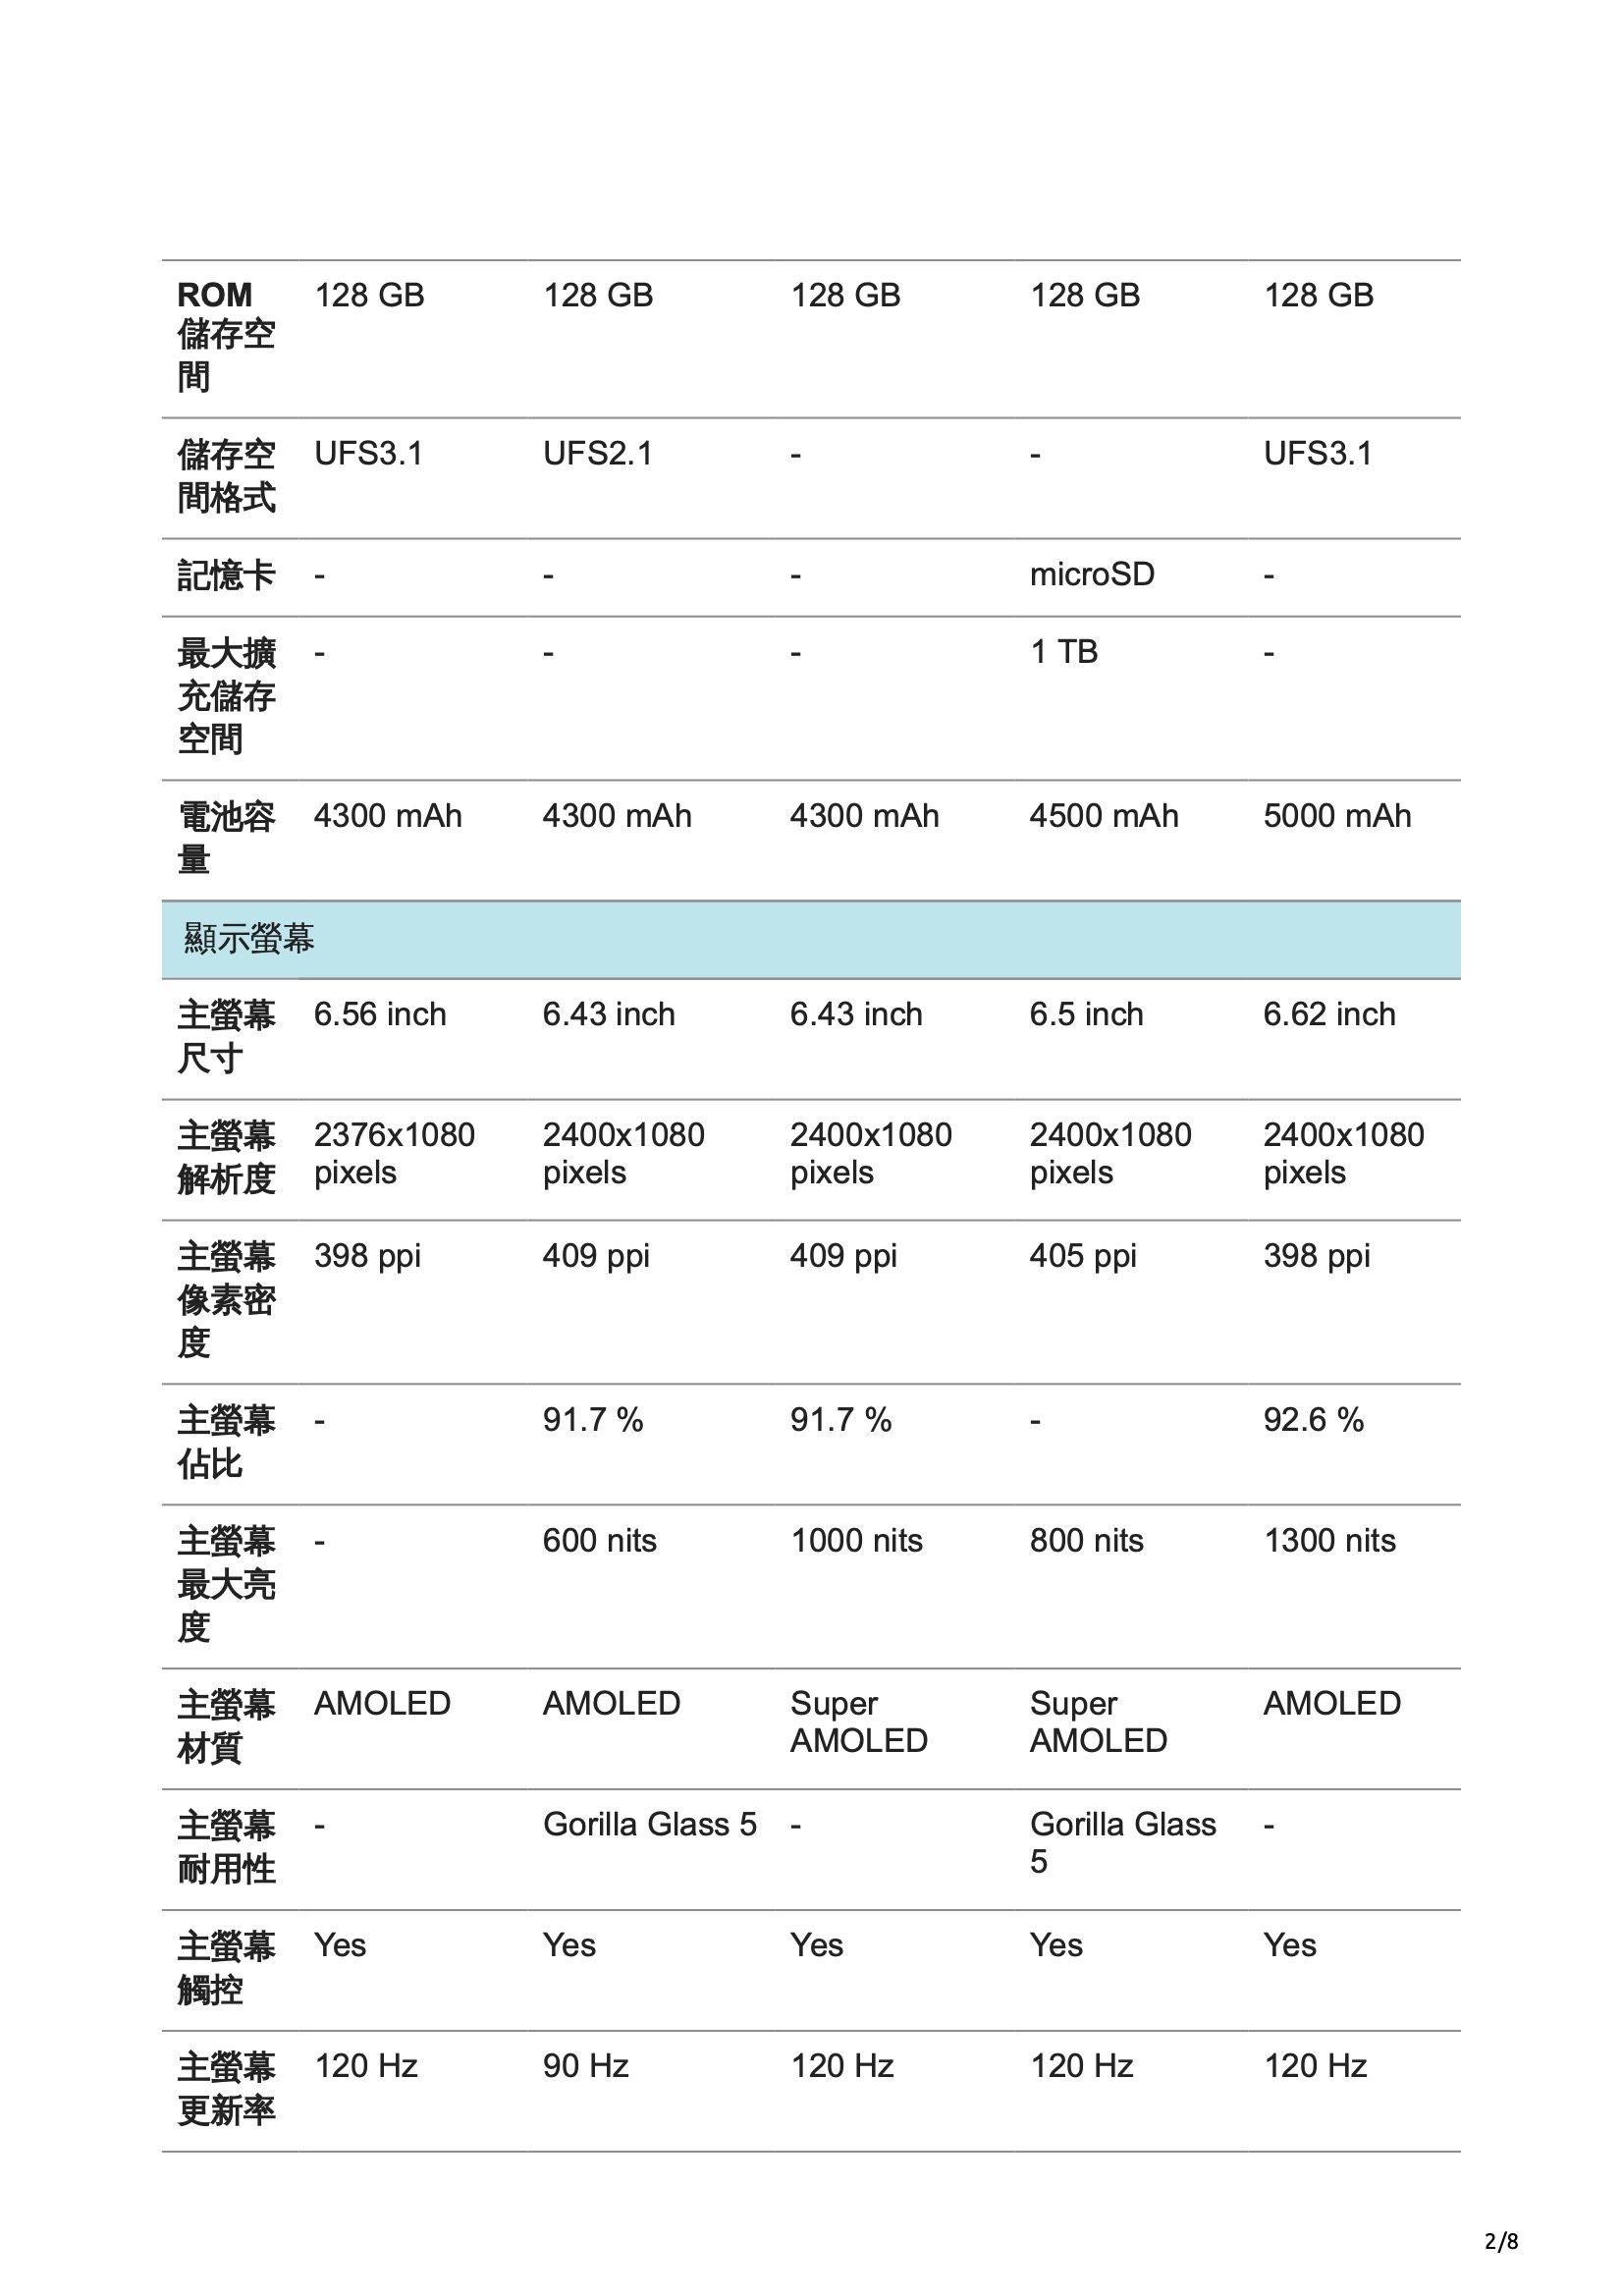 ROM 128 GB 128 GB 128 GB 128 GB 128 GB
儲存空
間
儲存空 UFS3.1 UFS2.1 - - UFS3.1
間格式
記憶卡 - - - microSD -
最大擴 - - - 1 TB -
充儲存
空間
電池容 4300 mAh 4300 mAh 4300 mAh 4500 mAh 5000 mAh
量
顯示螢幕
主螢幕 6.56 inch 6.43 inch 6.43 inch 6.5 inch 6.62 inch
尺寸
主螢幕 2376x1080 2400x1080 2400x1080 2400x1080 2400x1080
解析度 pixels pixels pixels pixels pixels
主螢幕 398 ppi 409 ppi 409 ppi 405 ppi 398 ppi
像素密
度
主螢幕 - 91.7 % 91.7 % - 92.6 %
佔比
主螢幕 - 600 nits 1000 nits 800 nits 1300 nits
最大亮
度
主螢幕 AMOLED AMOLED Super Super AMOLED
材質 AMOLED AMOLED
主螢幕 - Gorilla Glass 5 - Gorilla Glass -
耐用性 5
主螢幕 Yes Yes Yes Yes Yes
觸控
主螢幕 120 Hz 90 Hz 120 Hz 120 Hz 120 Hz
更新率
2/8